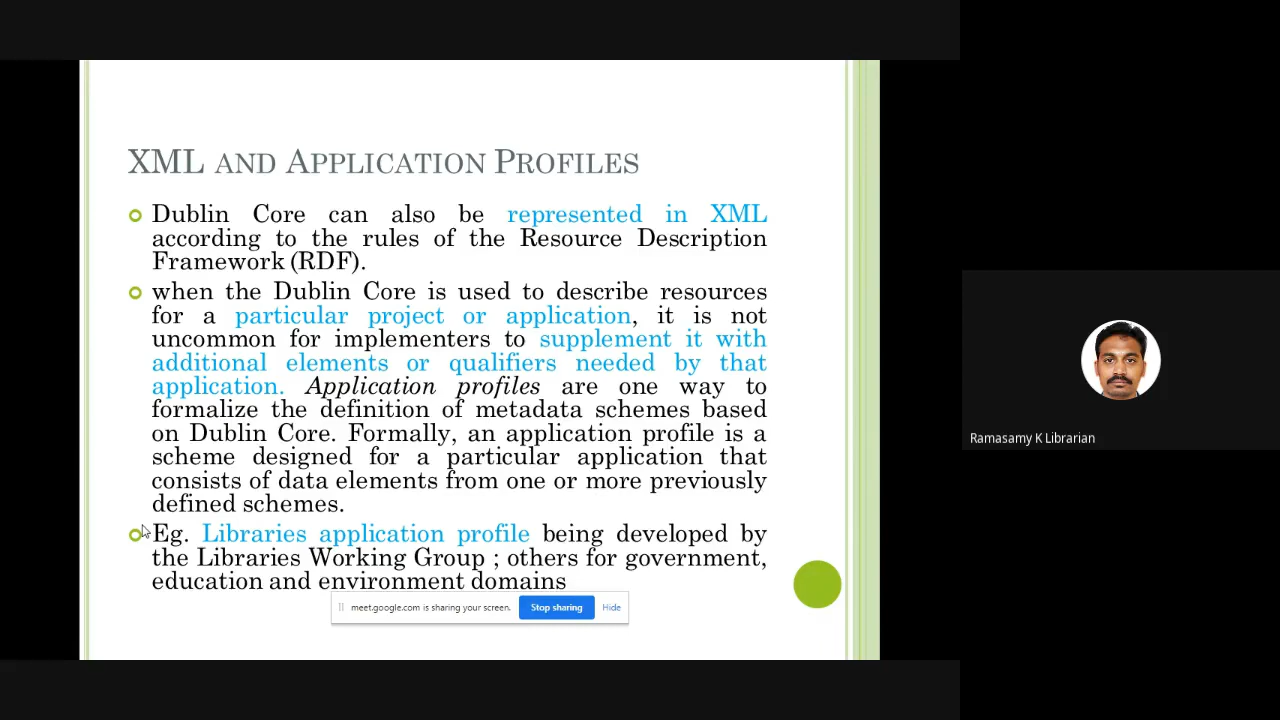 XML AND APPLICATION PROFILES
Dublin Core can also be represented in XML
according to the rules of the Resource Description
Framework (RDF).
when the Dublin Core is used to describe resources
for a particular project or application, it is not
uncommon for implementers to supplement it with
additional elements or qualifiers needed by that
application. Application profiles are one way to
formalize the definition of metadata schemes based
on Dublin Core. Formally, an application profile is a
scheme designed for a particular application that
consists of data elements from one or more previously
defined schemes.
Eg. Libraries application profile being developed by
the Libraries Working Group ; others for government,
education and environment domains
meet.google.com is sharing your screen. Stop sharing Hide
Ramasamy K Librarian